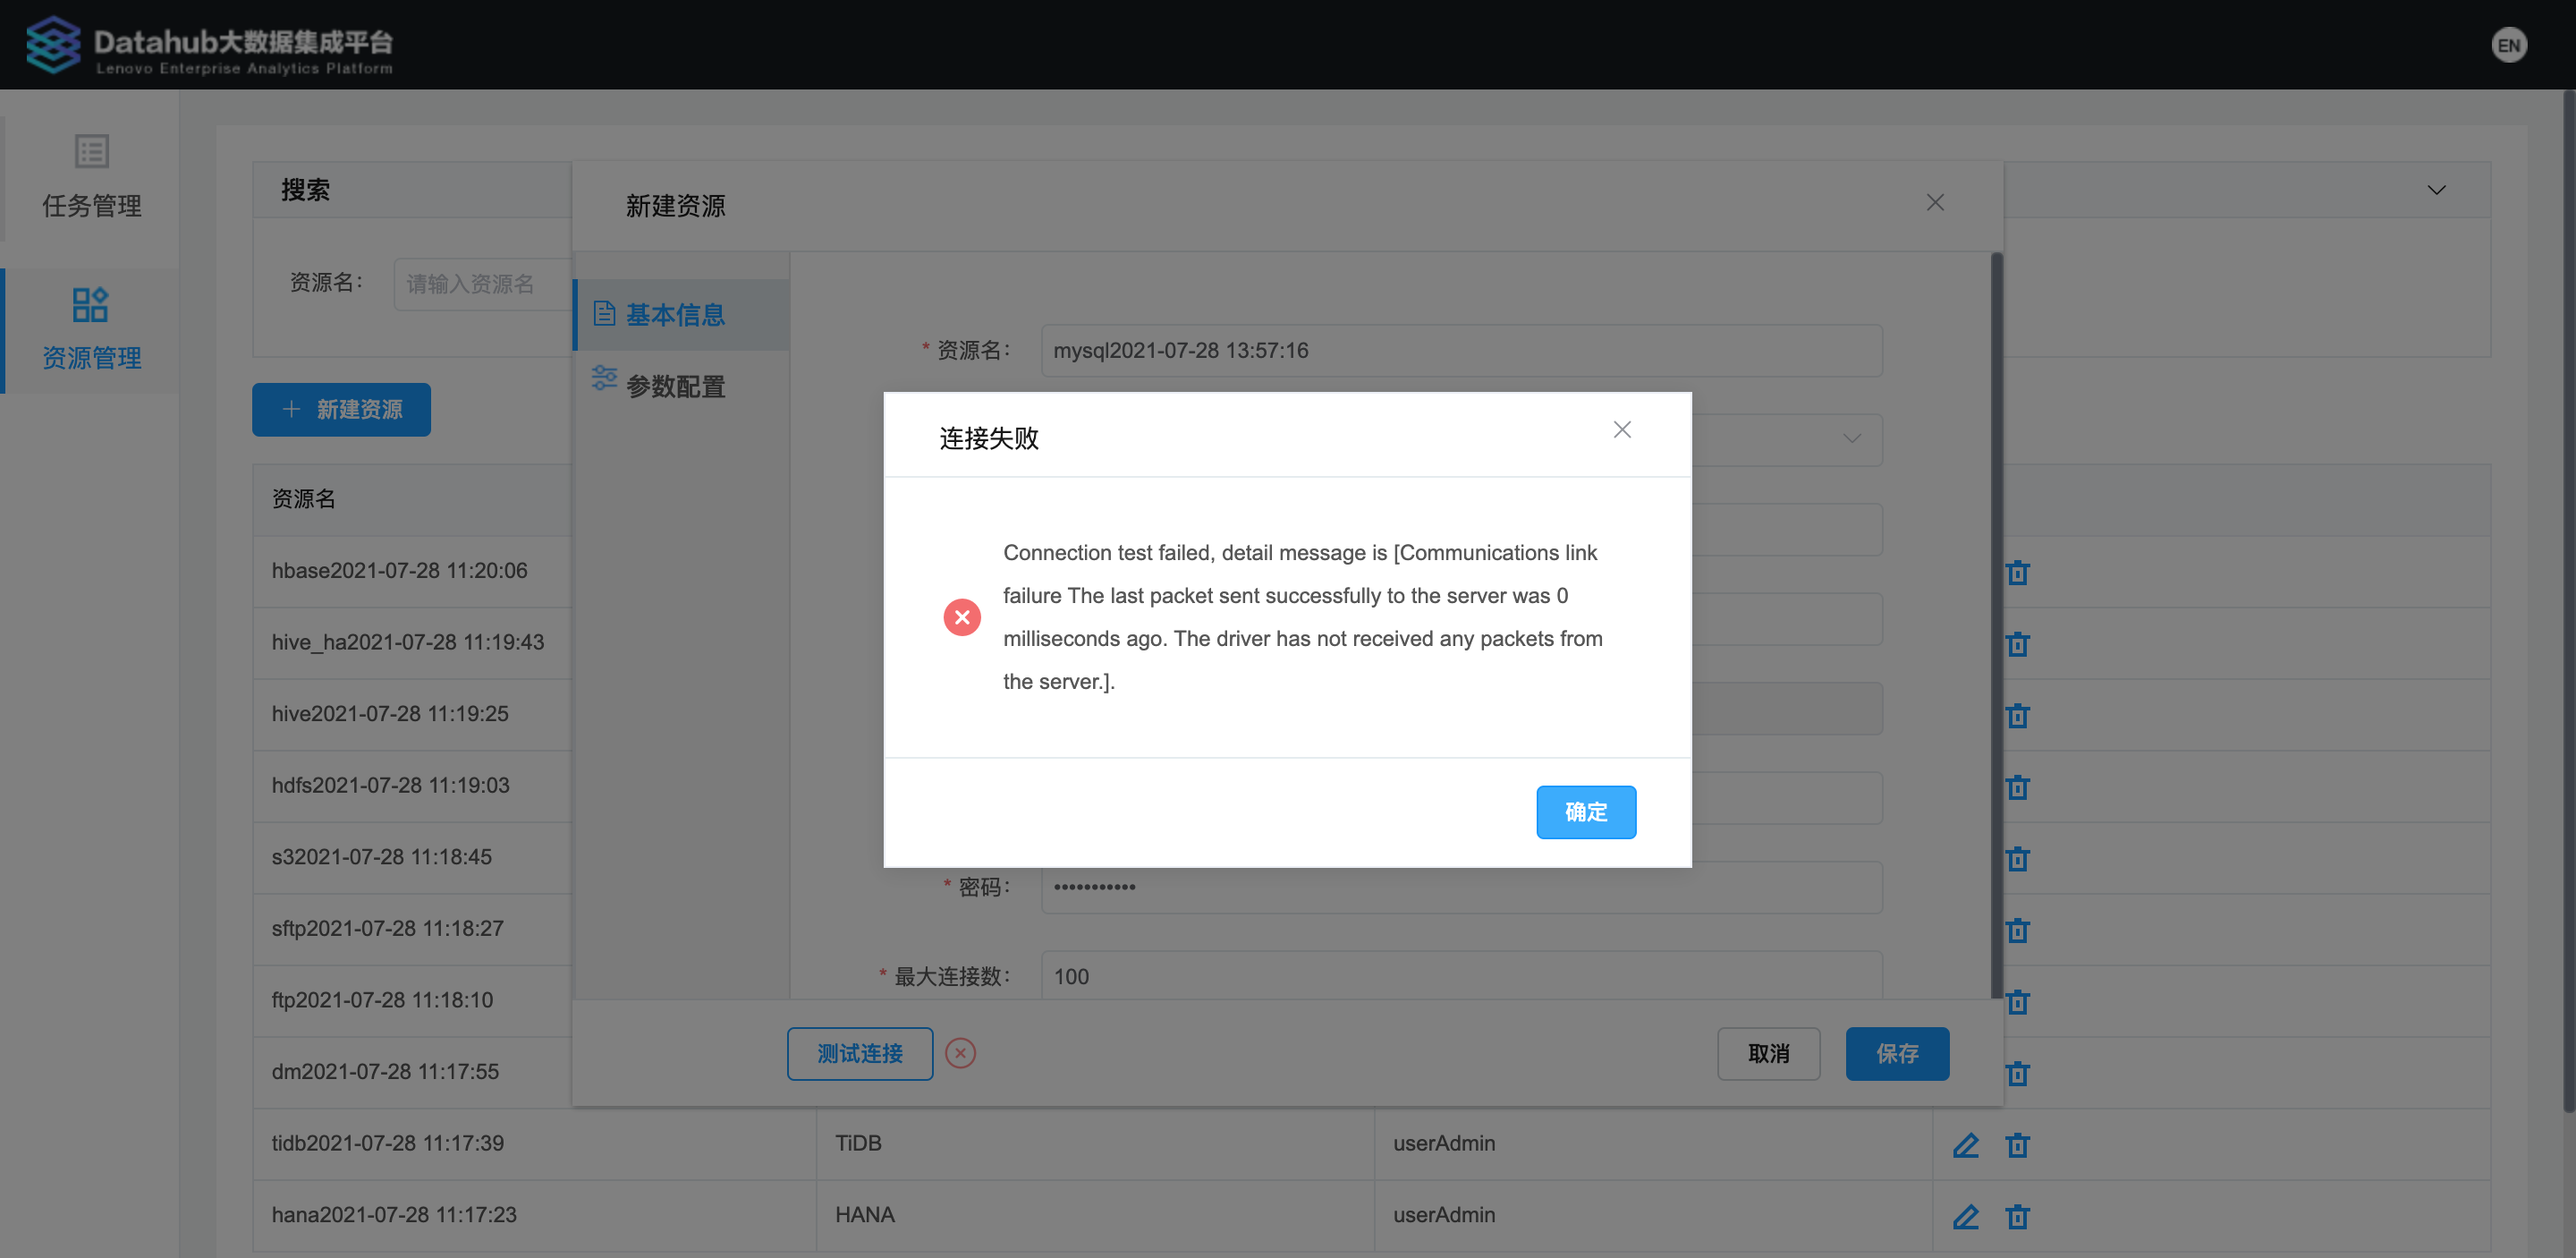 Datahub大数据集成平台
Lenovo Enterprise Analytics Platform
EN
任务管理
资源管理
搜索
资源名：
请输入资源名
新建资源
资源名
hbase2021-07-28 11:20:06
hive_ha2021-07-28 11:19:43
hive2021-07-28 11:19:25
hdfs2021-07-28 11:19:03
s32021-07-28 11:18:45
sftp2021-07-28 11:18:27
ftp2021-07-28 11:18:10
dm2021-07-28 11:17:55
tidb2021-07-28 11:17:39 TiDB userAdmin
hana2021-07-28 11:17:23 HANA userAdmin
新建资源
基本信息
参数配置
* 资源名： mysql2021-07-28 13:57:16
连接失败
Connection test failed, detail message is [Communications link
failure The last packet sent successfully to the server was 0
milliseconds ago. The driver has not received any packets from
the server.].
确定
* 密码： •••••••••••
* 最大连接数： 100
测试连接
取消
保存